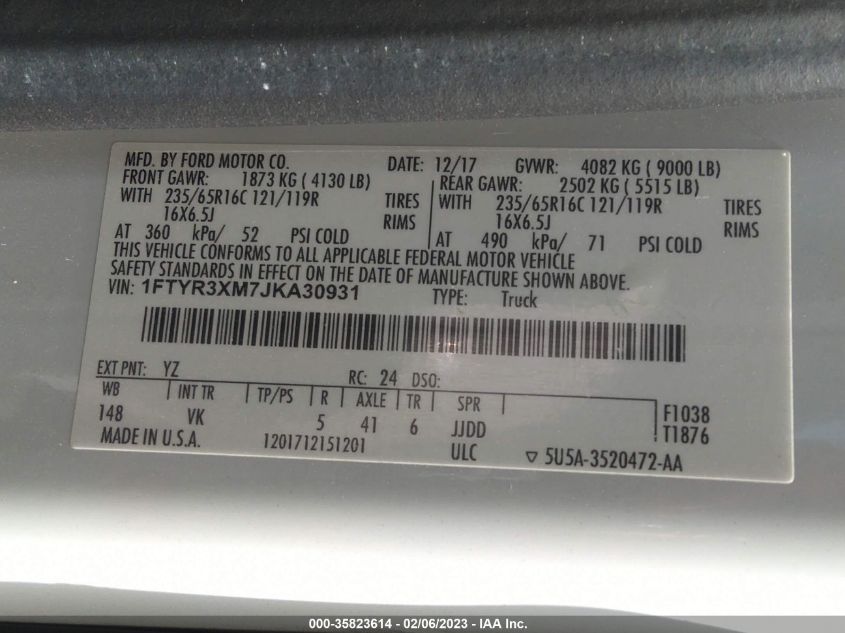 MFD. BY FORD MOTOR CO. DATE: 12/17 GVWR: 4082 KG ( 9000 LB)
FRONT GAWR: 1873 KG ( 4130 LB) REAR GAWR: 2502 KG ( 5515 LB)
WITH 235/65R16C 121/119R TIRES WITH 235/65R16C 121/119R TIRES
16X6.5J RIMS 16X6.5J RIMS
AT 360 kPa/ 52 PSI COLD AT 490 kPa/ 71 PSI COLD
THIS VEHICLE CONFORMS TO ALL APPLICABLE FEDERAL MOTOR VEHICLE
SAFETY STANDARDS IN EFFECT ON THE DATE OF MANUFACTURE SHOWN ABOVE.
VIN: 1FTYR3XM7JKA30931 TYPE: Truck
EXT PNT: YZ RC: 24 DSO:
WB INT TR TP/PS R AXLE TR SPR F1038
148 VK 5 41 6 JJDD T1876
MADE IN U.S.A. 1201712151201 ULC ▽ 5U5A-3520472-AA
000-35823614 - 02/06/2023 - IAA Inc.